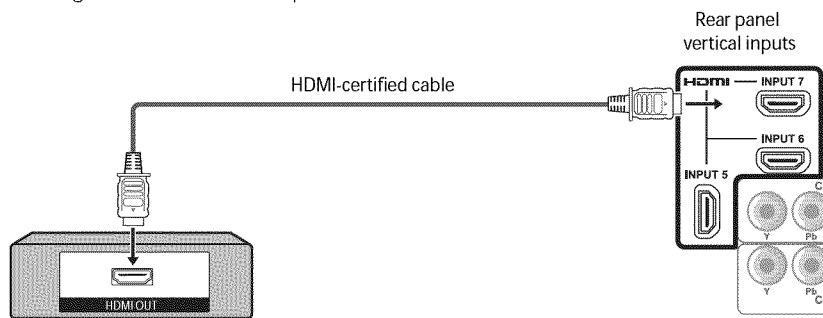 Rear panel
vertical inputs
HDMI-certified cable
HDMI
INPUT 7
INPUT 6
INPUT 5
C
Y
Pb
Y
Pb
C
HDMI OUT